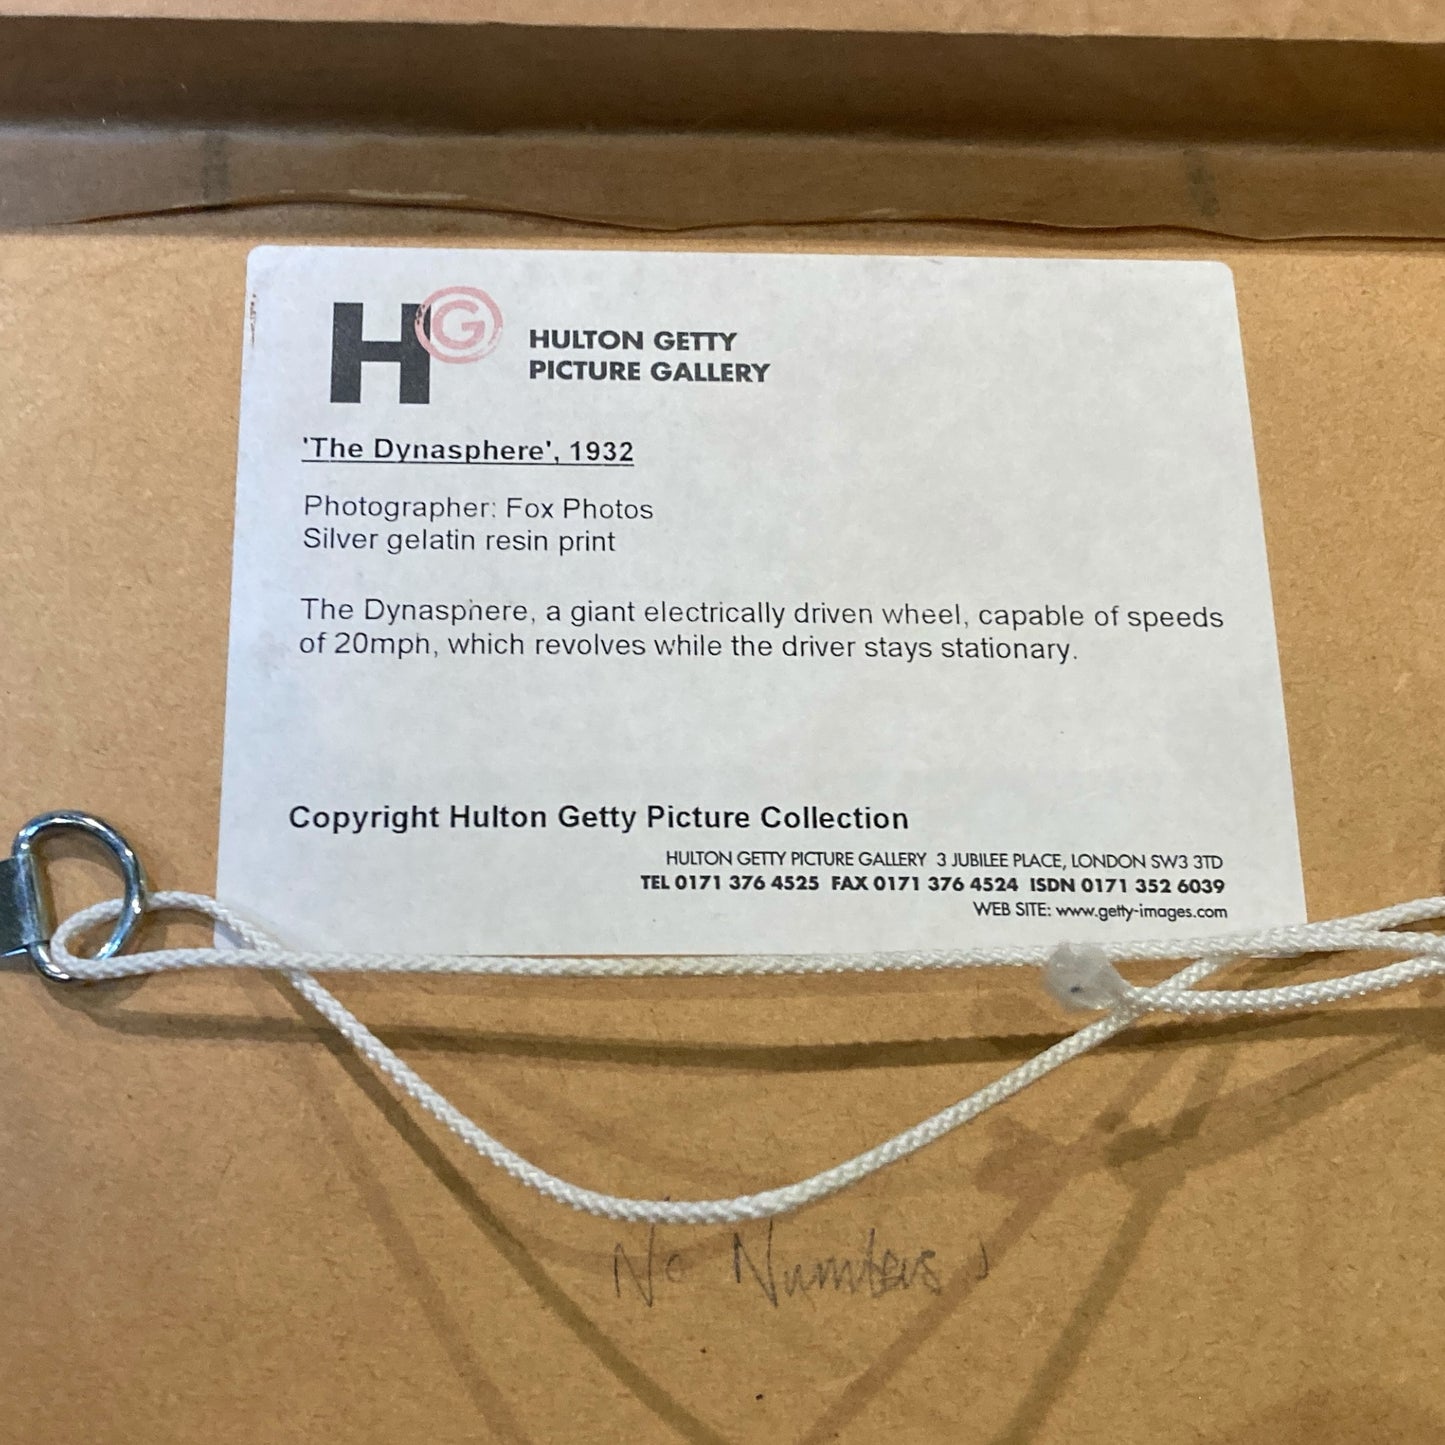 HG
HULTON GETTY
PICTURE GALLERY
'The Dynasphere', 1932
Photographer: Fox Photos
Silver gelatin resin print
The Dynasphere, a giant electrically driven wheel, capable of speeds
of 20mph, which revolves while the driver stays stationary.
Copyright Hulton Getty Picture Collection
HULTON GETTY PICTURE GALLERY 3 JUBILEE PLACE, LONDON SW3 3TD
TEL 0171 376 4525 FAX 0171 376 4524 ISDN 0171 352 6039
WEB SITE: www.getty-images.com
No Numbers